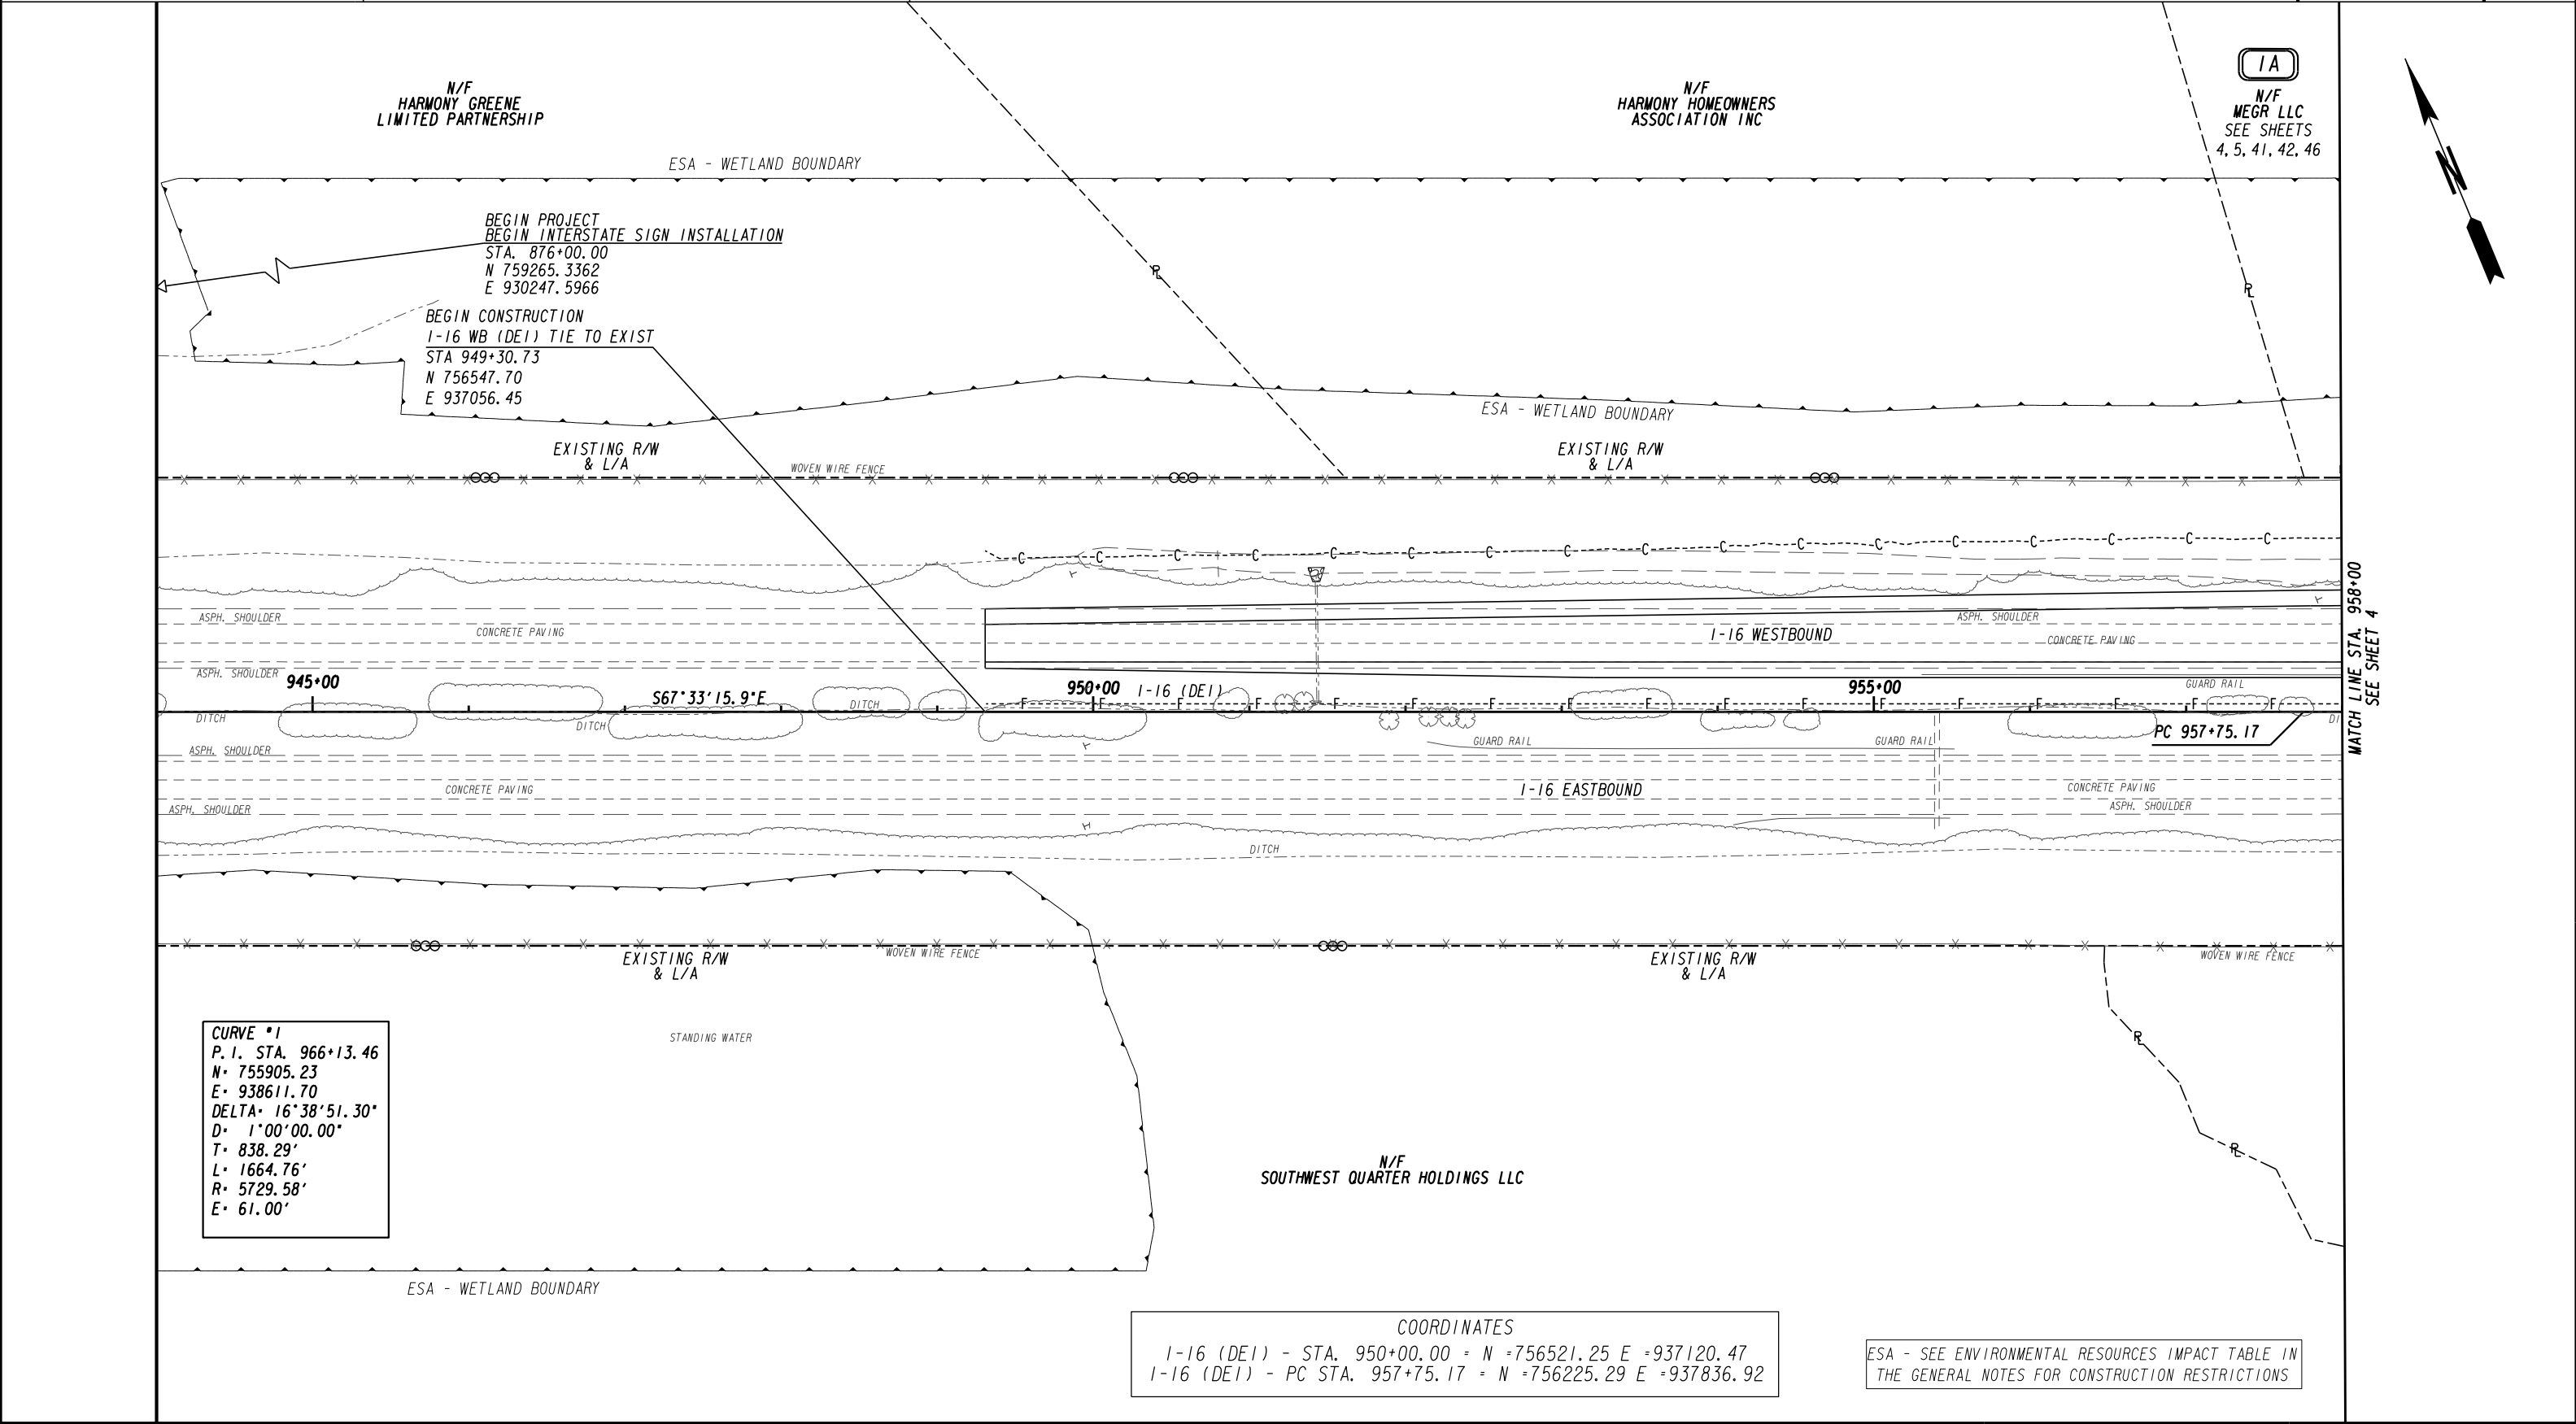 N/F
HARMONY GREENE
LIMITED PARTNERSHIP
N/F
HARMONY HOMEOWNERS
ASSOCIATION INC
1A
N/F
MEGR LLC
SEE SHEETS
4, 5, 41, 42, 46
N
ESA - WETLAND BOUNDARY
BEGIN PROJECT
BEGIN INTERSTATE SIGN INSTALLATION
STA. 876+00.00
N 759265.3362
E 930247.5966
PL
PL
BEGIN CONSTRUCTION
I-16 WB (DE1) TIE TO EXIST
STA 949+30.73
N 756547.70
E 937056.45
ESA - WETLAND BOUNDARY
EXISTING R/W
& L/A
WOVEN WIRE FENCE
EXISTING R/W
& L/A
C C C C C C C C C C C C C C C C C
ASPH. SHOULDER
CONCRETE PAVING
I-16 WESTBOUND
ASPH. SHOULDER
CONCRETE PAVING
ASPH. SHOULDER
945+00
S67°33'15.9"E
DITCH
950+00
I-16 (DE1)
955+00
GUARD RAIL
F F F F F F F F F F F F F F F F F
DITCH
DITCH
DI
PC 957+75.17
MATCH LINE STA. 958+00
SEE SHEET 4
ASPH. SHOULDER
GUARD RAIL
GUARD RAIL
CONCRETE PAVING
I-16 EASTBOUND
CONCRETE PAVING
ASPH. SHOULDER
ASPH. SHOULDER
DITCH
EXISTING R/W
& L/A
WOVEN WIRE FENCE
EXISTING R/W
& L/A
WOVEN WIRE FENCE
CURVE #1
P.I. STA. 966+13.46
N= 755905.23
E= 938611.70
DELTA= 16°38'51.30"
D= 1°00'00.00"
T= 838.29'
L= 1664.76'
R= 5729.58'
E= 61.00'
STANDING WATER
PL
PL
N/F
SOUTHWEST QUARTER HOLDINGS LLC
ESA - WETLAND BOUNDARY
COORDINATES
I-16 (DE1) - STA. 950+00.00 = N =756521.25 E =937120.47
I-16 (DE1) - PC STA. 957+75.17 = N =756225.29 E =937836.92
ESA - SEE ENVIRONMENTAL RESOURCES IMPACT TABLE IN
THE GENERAL NOTES FOR CONSTRUCTION RESTRICTIONS